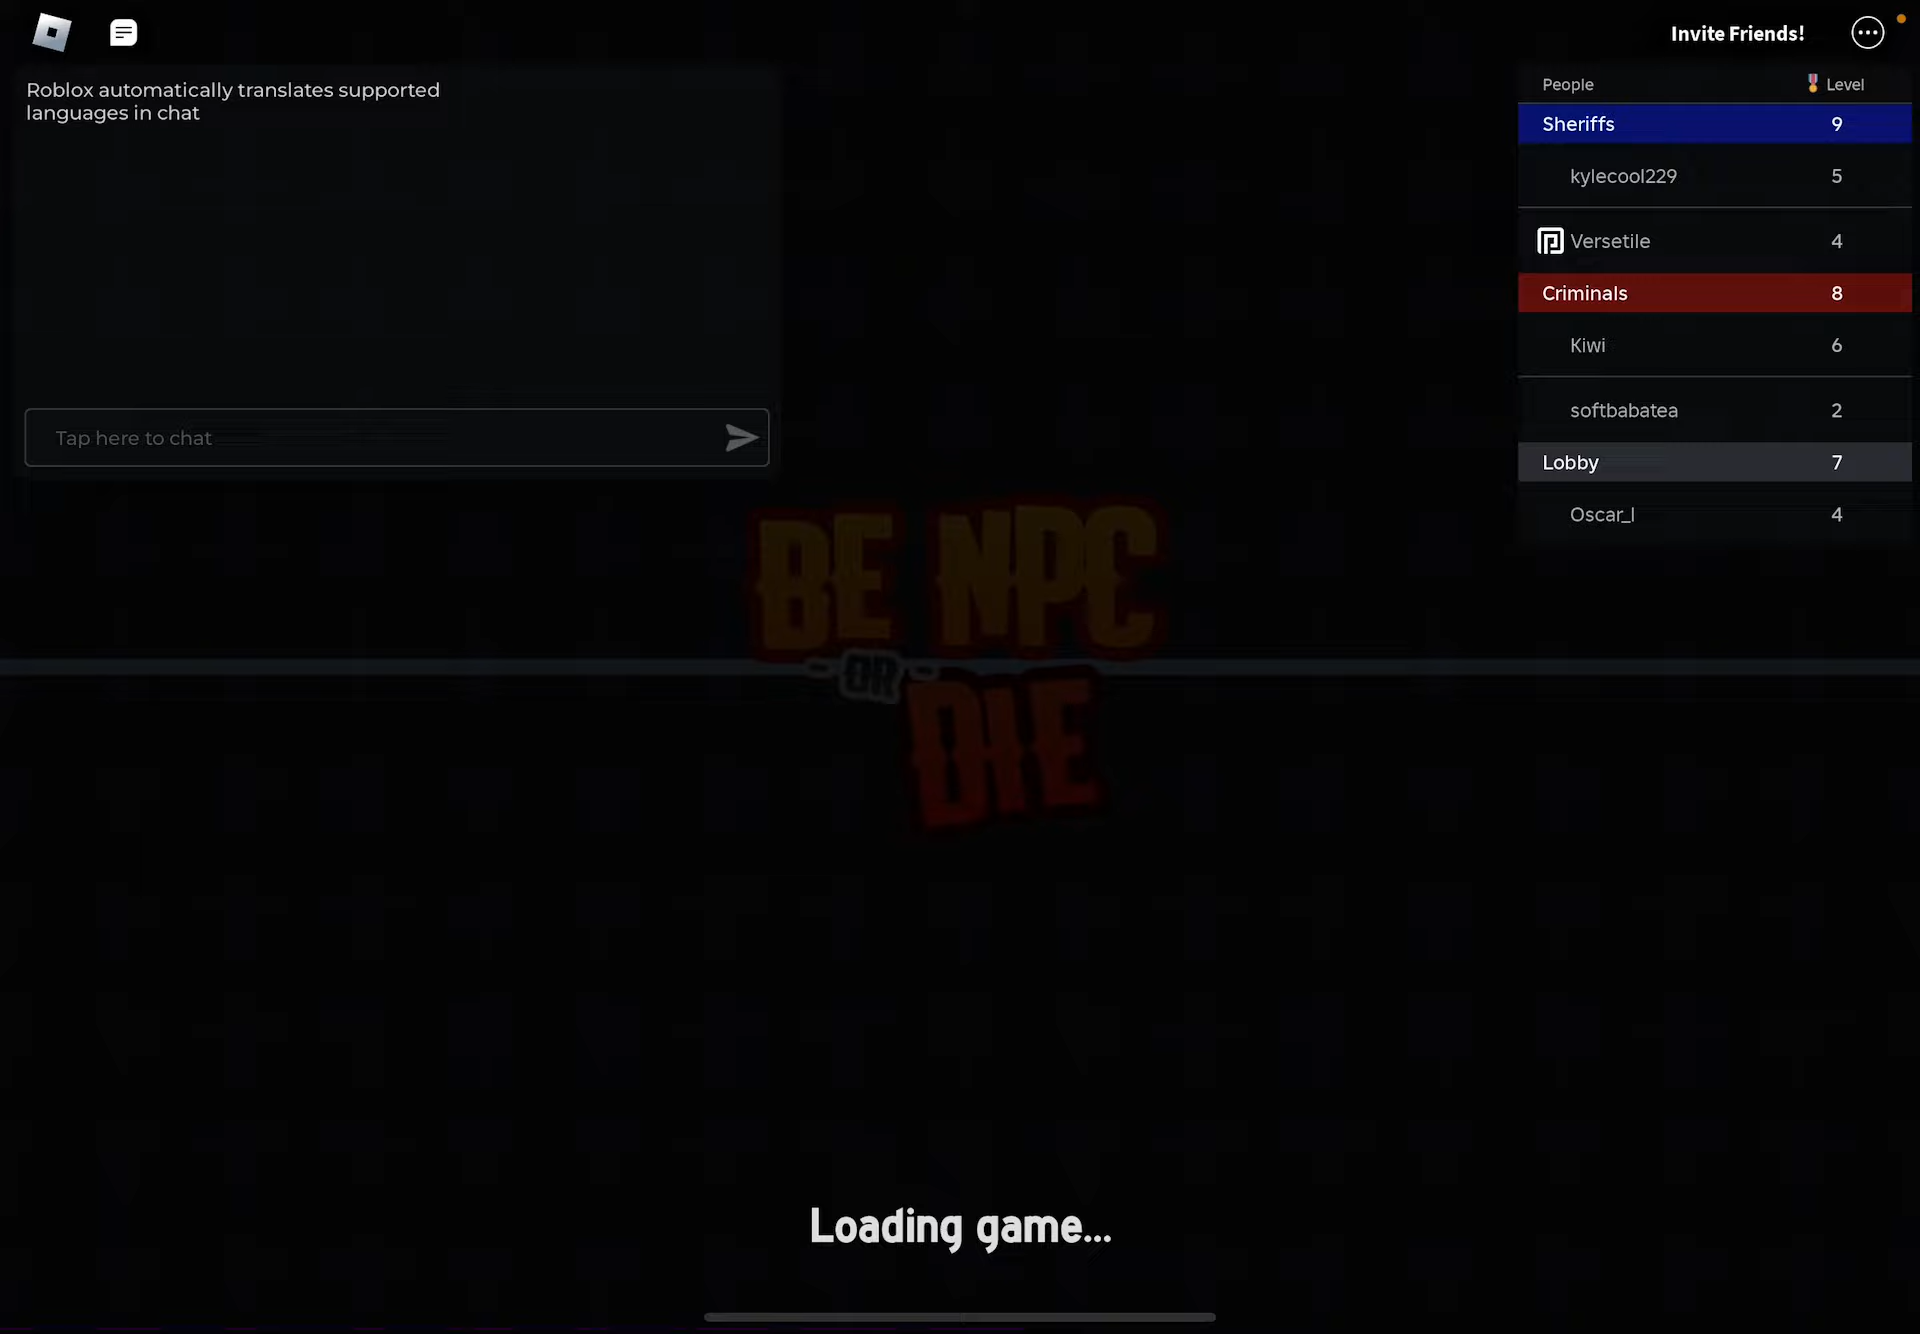 Invite Friends!
Roblox automatically translates supported
languages in chat
Tap here to chat
People Level
Sheriffs 9
kylecool229 5
Versetile 4
Criminals 8
Kiwi 6
softbabatea 2
Lobby 7
Oscar_l 4
BE NPC
- OR -
DIE
Loading game...